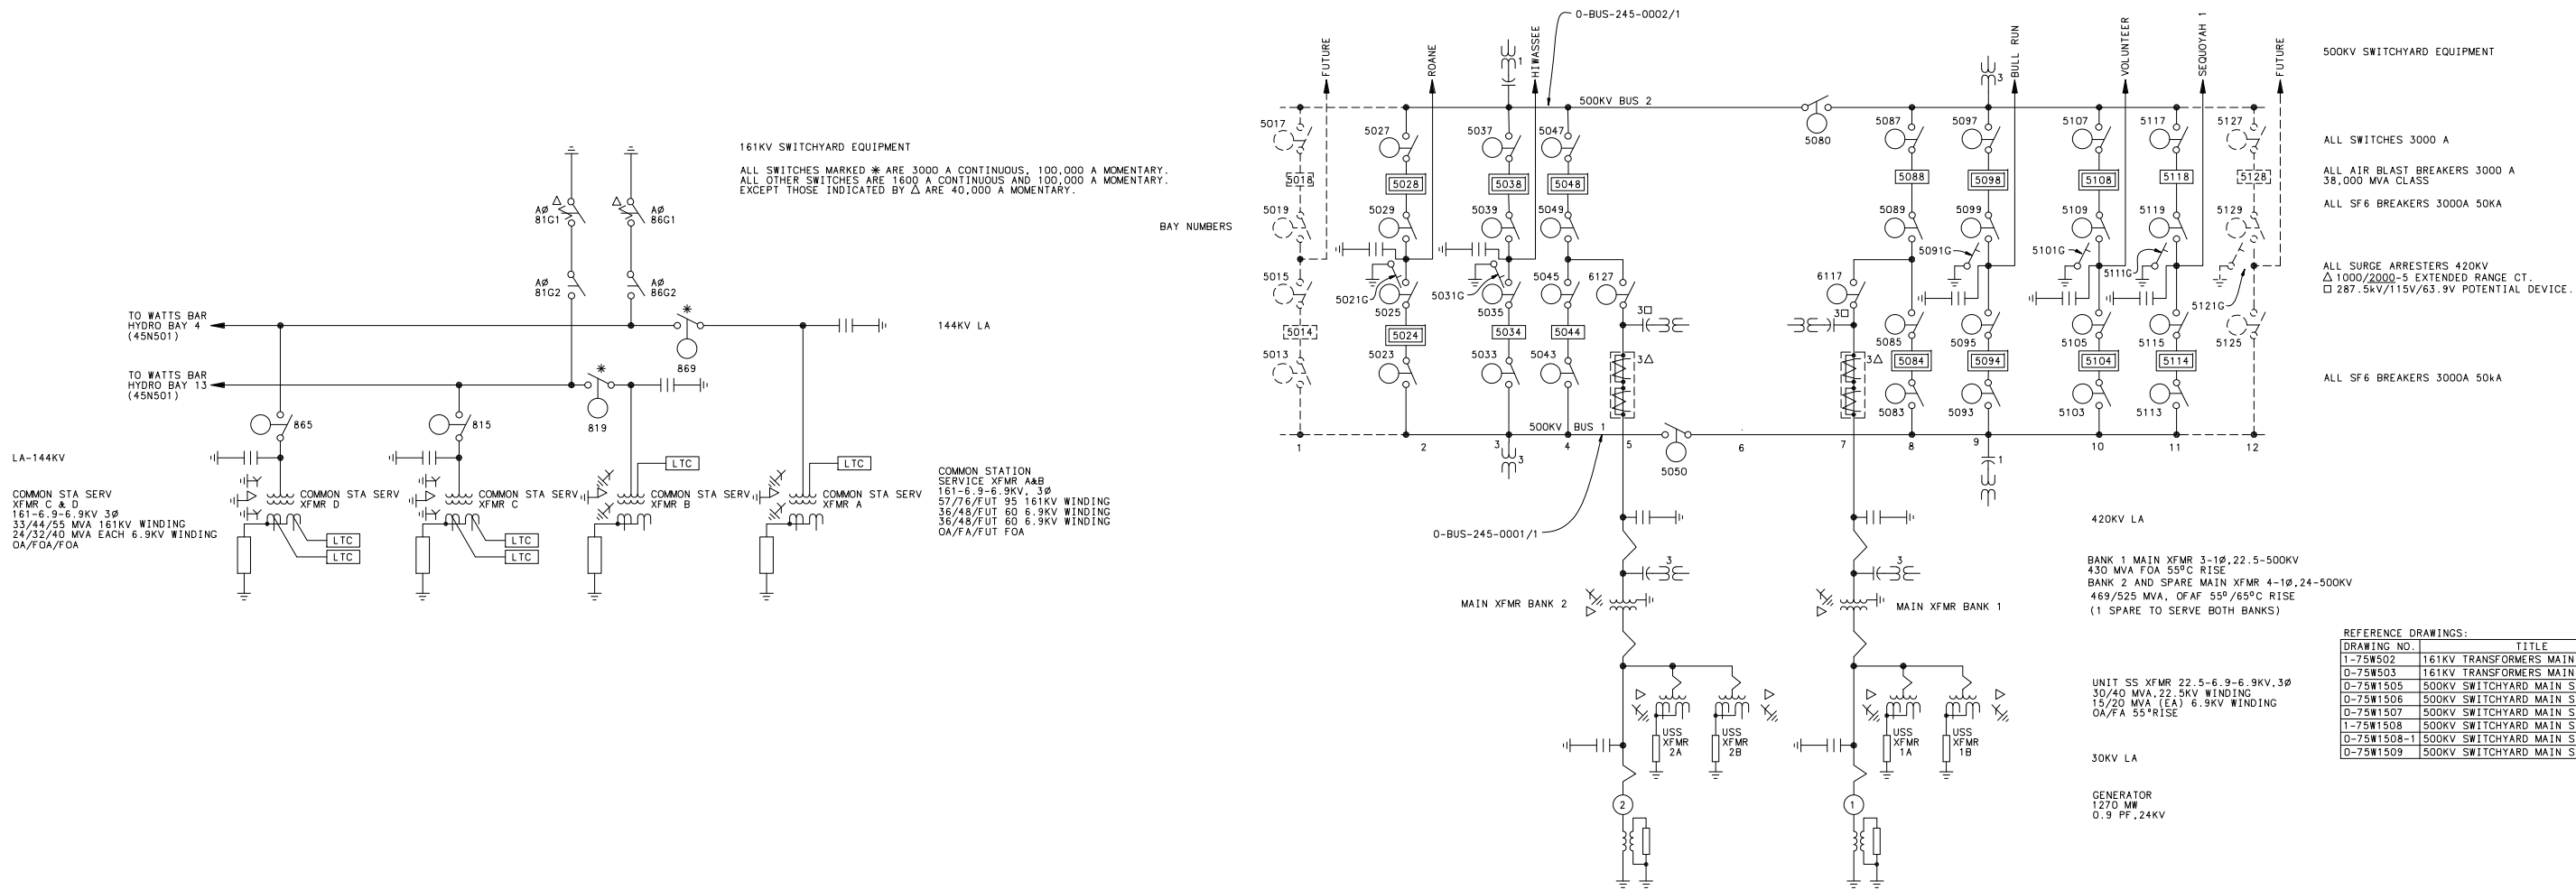 O-BUS-245-0002/1
FUTURE
ROANE
HIWASSEE
BULL RUN
VOLUNTEER
SEQUOYAH 1
FUTURE
500KV SWITCHYARD EQUIPMENT
1
3
500KV BUS 2
5080
5017
5027
5037
5047
5087
5097
5107
5117
5127
ALL SWITCHES 3000 A
161KV SWITCHYARD EQUIPMENT
ALL SWITCHES MARKED * ARE 3000 A CONTINUOUS, 100,000 A MOMENTARY.
ALL OTHER SWITCHES ARE 1600 A CONTINUOUS AND 100,000 A MOMENTARY.
EXCEPT THOSE INDICATED BY △ ARE 40,000 A MOMENTARY.
5018
5028
5038
5048
5088
5098
5108
5118
5128
ALL AIR BLAST BREAKERS 3000 A
38,000 MVA CLASS
ALL SF6 BREAKERS 3000A 50KA
△
AØ
81G1
△
AØ
86G1
BAY NUMBERS
5019
5029
5039
5049
5089
5099
5109
5119
5129
5091G
5101G
5111G
5121G
AØ
81G2
AØ
86G2
5015
5021G
5025
5031G
5035
5045
6127
6117
5085
5095
5105
5115
5125
ALL SURGE ARRESTERS 420KV
△ 1000/2000-5 EXTENDED RANGE CT.
□ 287.5kV/115V/63.9V POTENTIAL DEVICE.
TO WATTS BAR
HYDRO BAY 4
(45N501)
*
869
144KV LA
3□
3□
5014
5024
5034
5044
3△
3△
5084
5094
5104
5114
TO WATTS BAR
HYDRO BAY 13
(45N501)
*
819
5013
5023
5033
5043
5083
5093
5103
5113
ALL SF6 BREAKERS 3000A 50kA
865
815
500KV BUS 1
5050
1
2
3
4
5
6
7
8
9
10
11
12
3
1
LA-144KV
LTC
LTC
COMMON STA SERV
XFMR C & D
161-6.9-6.9KV 3Ø
33/44/55 MVA 161KV WINDING
24/32/40 MVA EACH 6.9KV WINDING
OA/FOA/FOA
COMMON STA SERV
XFMR D
COMMON STA SERV
XFMR C
COMMON STA SERV
XFMR B
COMMON STA SERV
XFMR A
COMMON STATION
SERVICE XFMR A&B
161-6.9-6.9KV, 3Ø
57/76/FUT 95 161KV WINDING
36/48/FUT 60 6.9KV WINDING
36/48/FUT 60 6.9KV WINDING
OA/FA/FUT FOA
LTC
LTC
LTC
LTC
O-BUS-245-0001/1
420KV LA
3
3
BANK 1 MAIN XFMR 3-1Ø,22.5-500KV
430 MVA FOA 55°C RISE
BANK 2 AND SPARE MAIN XFMR 4-1Ø,24-500KV
469/525 MVA, OFAF 55°/65°C RISE
(1 SPARE TO SERVE BOTH BANKS)
MAIN XFMR BANK 2
MAIN XFMR BANK 1
REFERENCE DRAWINGS:
DRAWING NO. TITLE
1-75W502 161KV TRANSFORMERS MAIN
0-75W503 161KV TRANSFORMERS MAIN
0-75W1505 500KV SWITCHYARD MAIN S
0-75W1506 500KV SWITCHYARD MAIN S
0-75W1507 500KV SWITCHYARD MAIN S
1-75W1508 500KV SWITCHYARD MAIN S
0-75W1508-1 500KV SWITCHYARD MAIN S
0-75W1509 500KV SWITCHYARD MAIN S
UNIT SS XFMR 22.5-6.9-6.9KV,3Ø
30/40 MVA,22.5KV WINDING
15/20 MVA (EA) 6.9KV WINDING
OA/FA 55°RISE
USS
XFMR
2A
USS
XFMR
2B
USS
XFMR
1A
USS
XFMR
1B
30KV LA
2
1
GENERATOR
1270 MW
0.9 PF,24KV